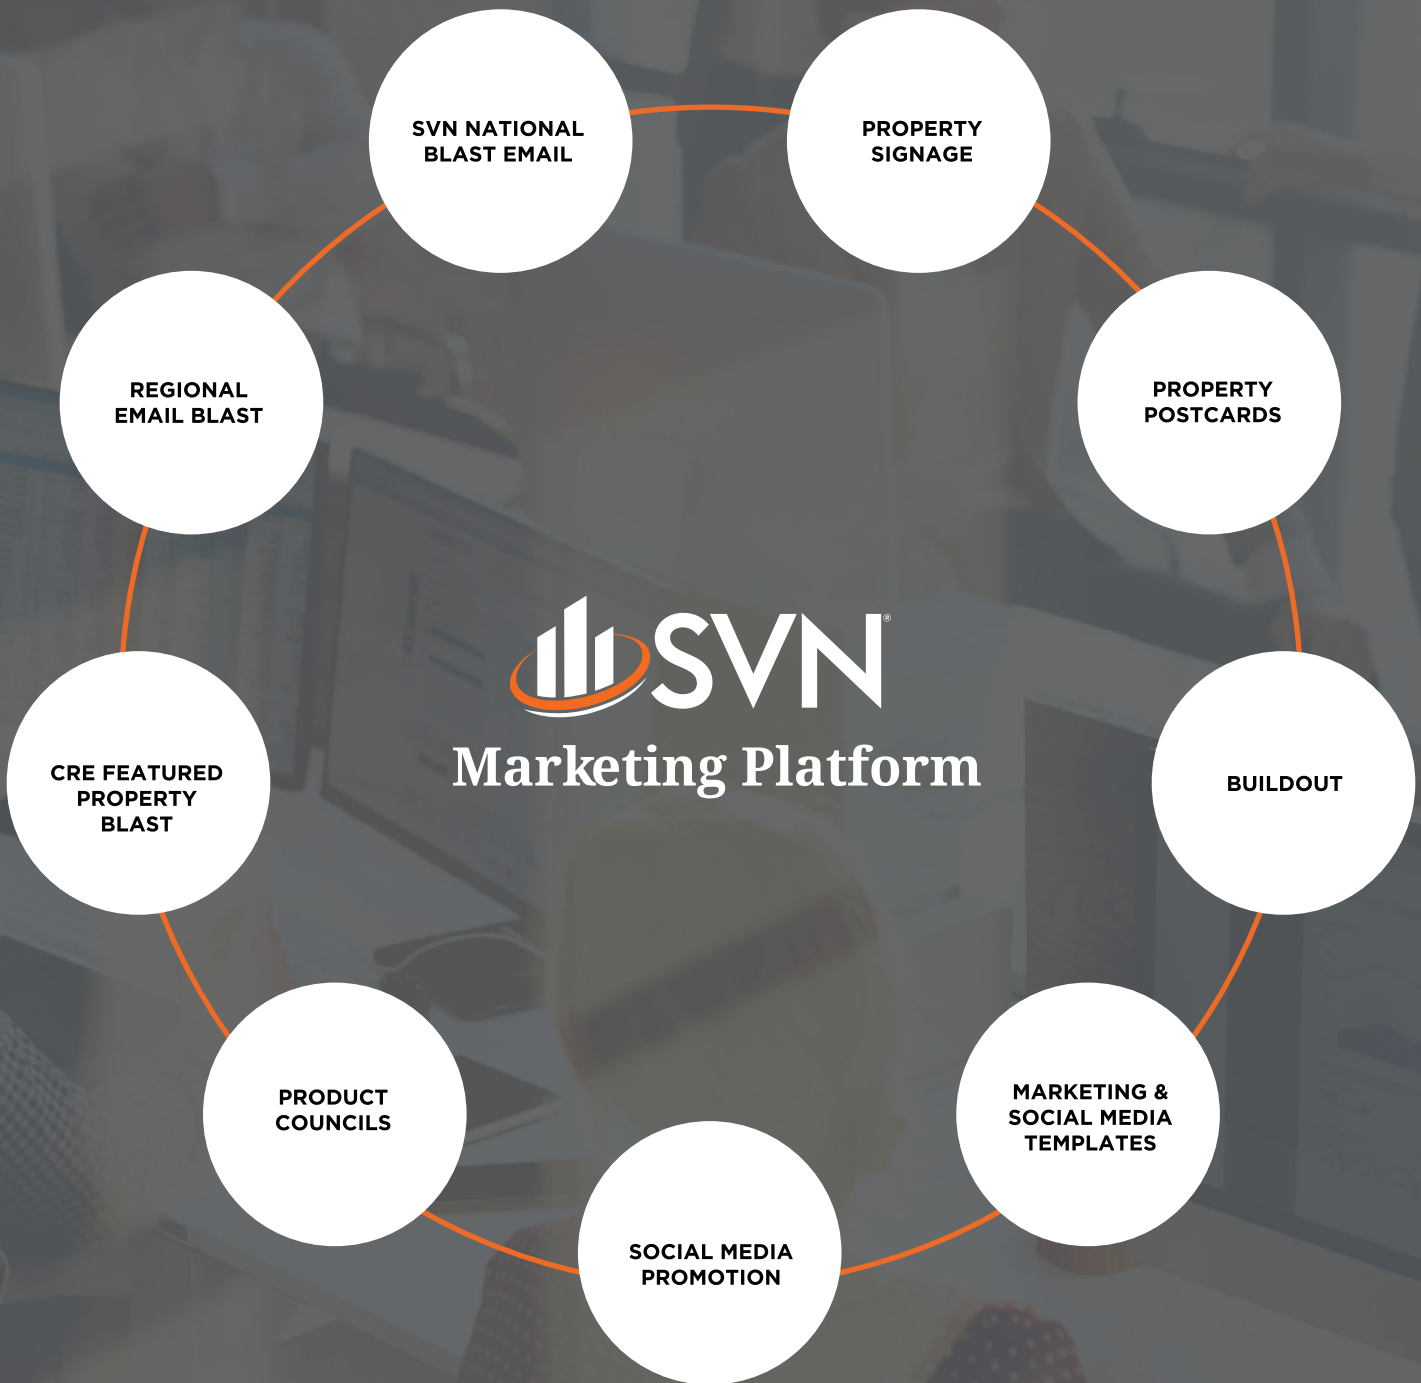 SVN NATIONAL
BLAST EMAIL
PROPERTY
SIGNAGE
REGIONAL
EMAIL BLAST
PROPERTY
POSTCARDS
SVN®
Marketing Platform
CRE FEATURED
PROPERTY
BLAST
BUILDOUT
PRODUCT
COUNCILS
MARKETING &
SOCIAL MEDIA
TEMPLATES
SOCIAL MEDIA
PROMOTION